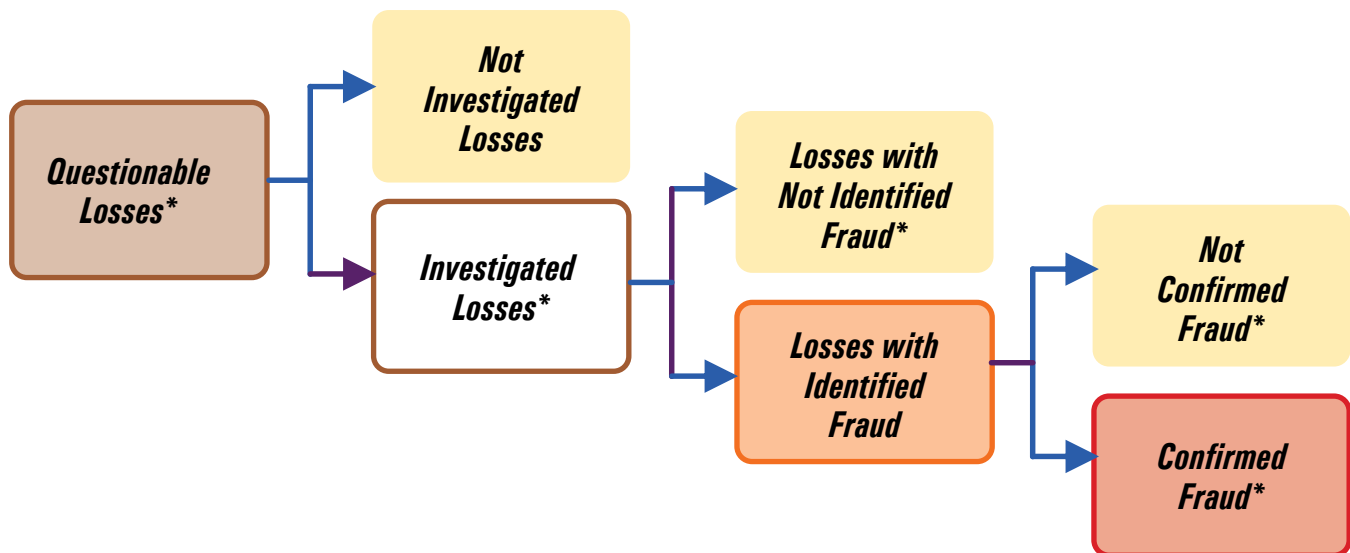 Not
Investigated
Losses
Questionable
Losses*
Investigated
Losses*
Losses with
Not Identified
Fraud*
Losses with
Identified
Fraud
Not
Confirmed
Fraud*
Confirmed
Fraud*